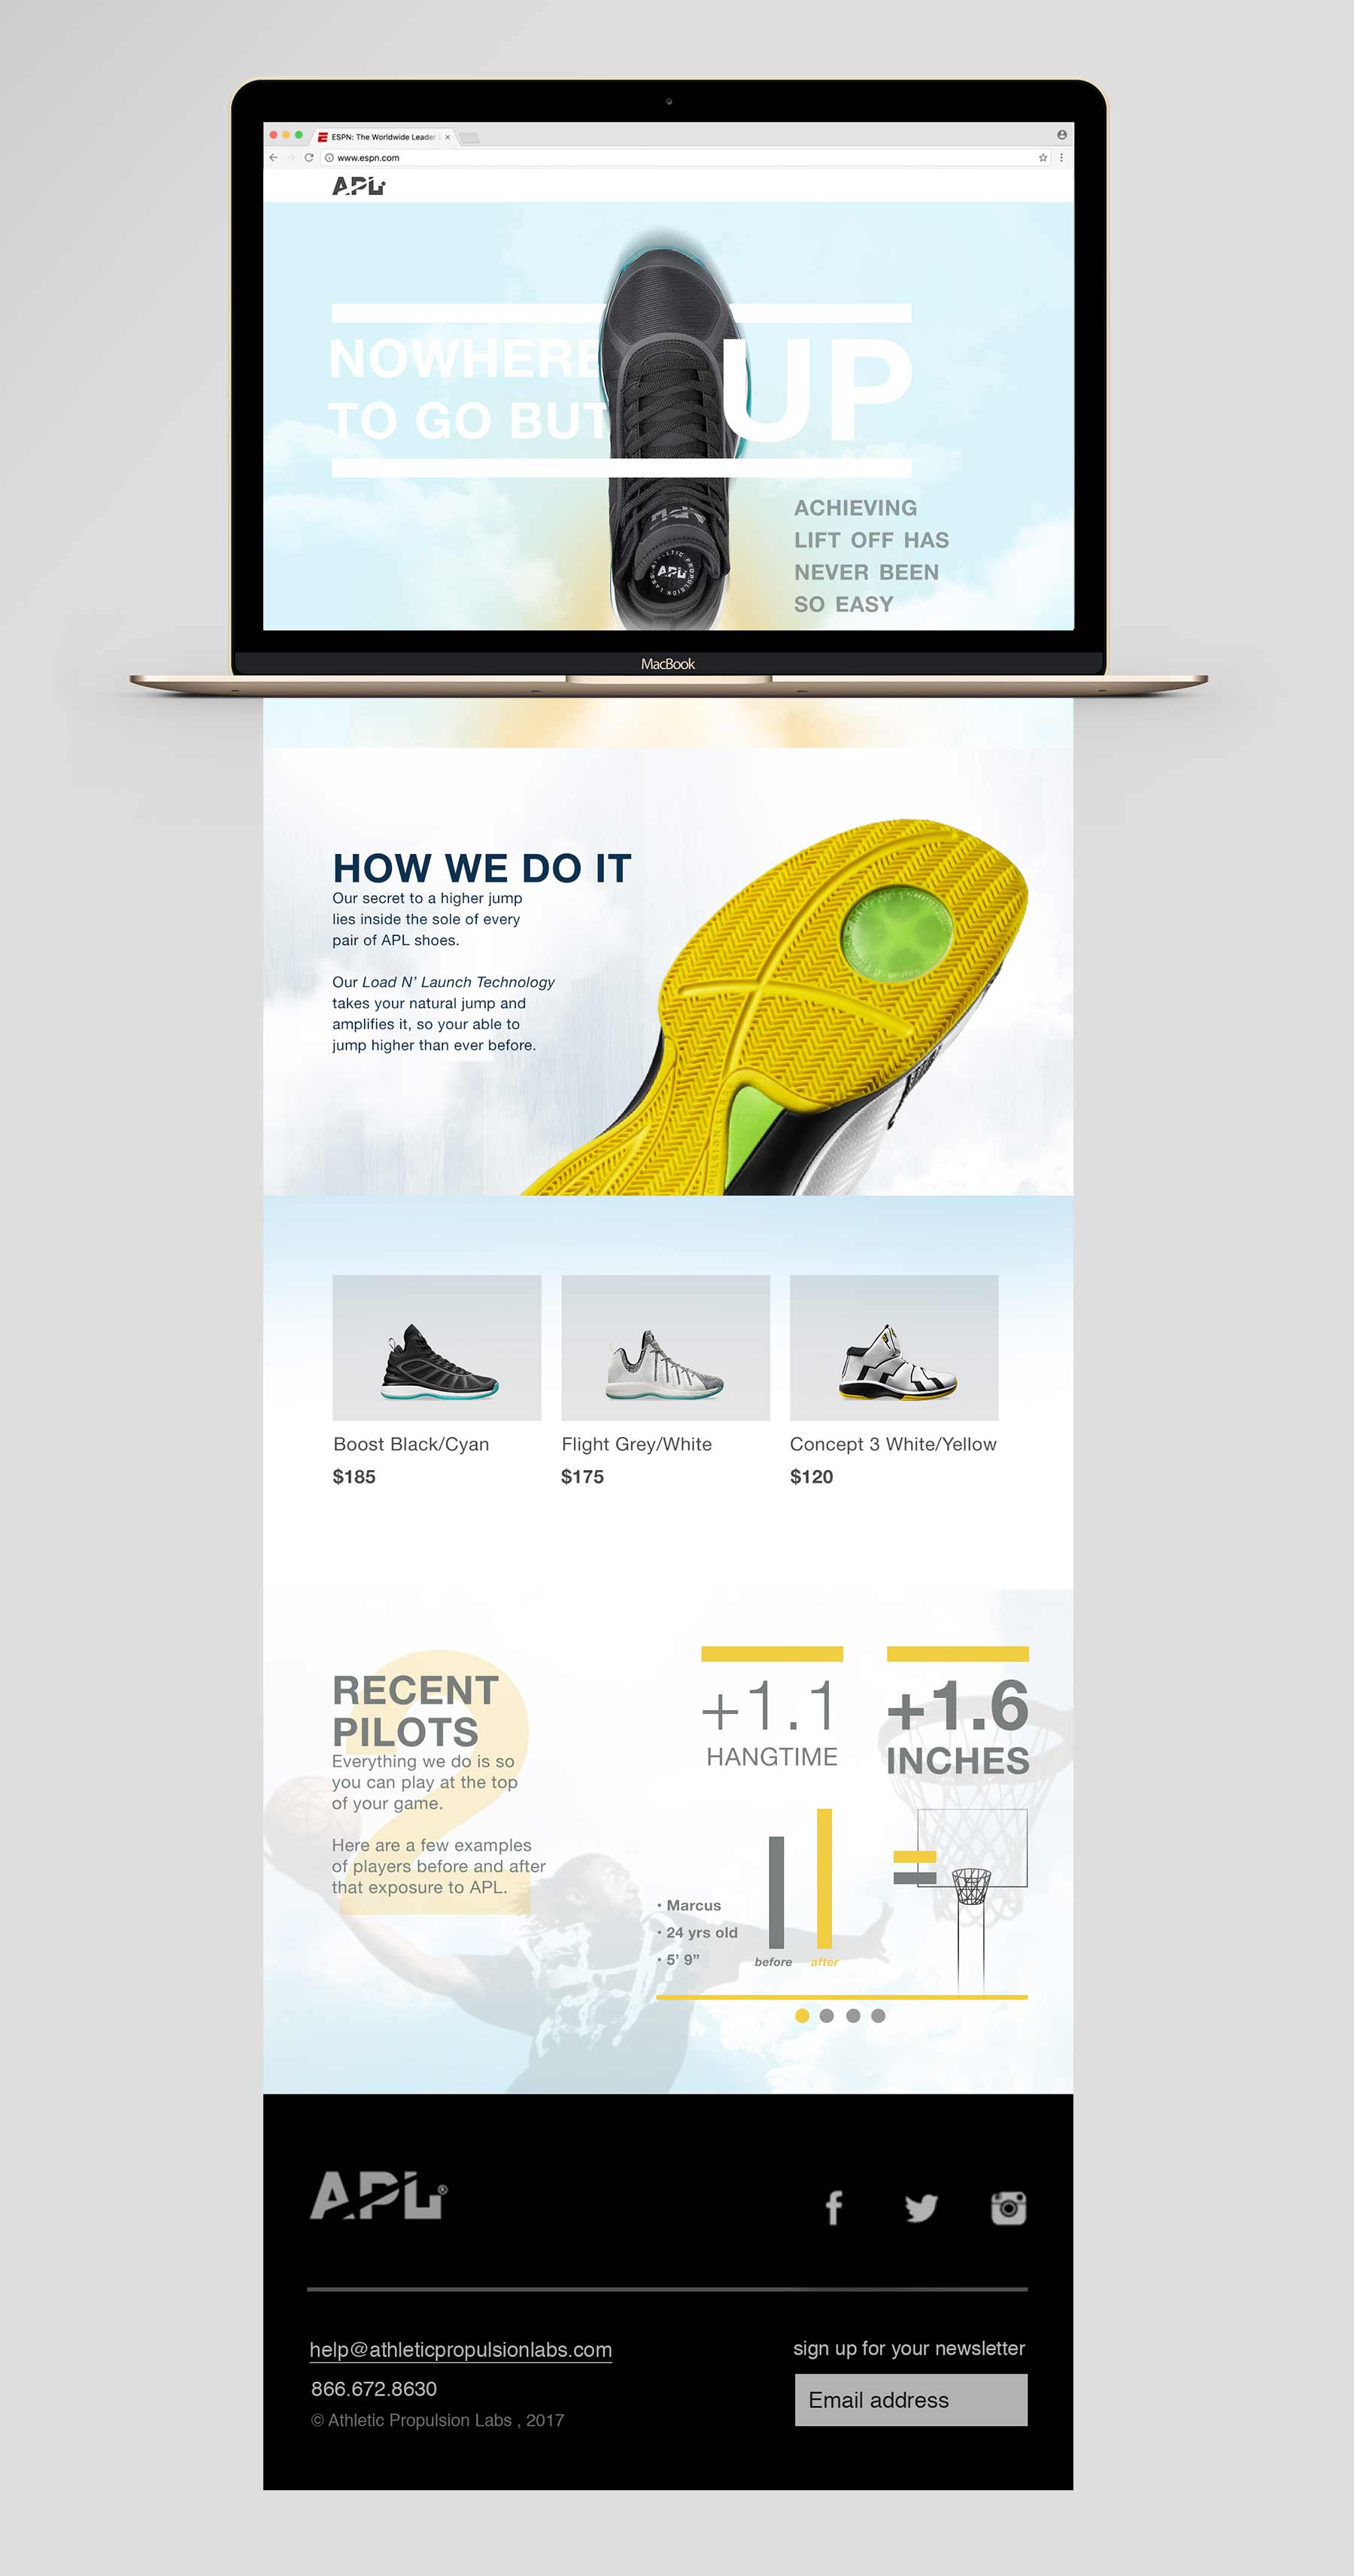 ESPN: The Worldwide Leader
www.espn.com
APL
NOWHERE
TO GO BUT
UP
APL
ATHLETIC PROPULSION LABS
APL
ACHIEVING
LIFT OFF HAS
NEVER BEEN
SO EASY
MacBook
HOW WE DO IT
Our secret to a higher jump
lies inside the sole of every
pair of APL shoes.
Our Load N' Launch Technology
takes your natural jump and
amplifies it, so your able to
jump higher than ever before.
Boost Black/Cyan
$185
Flight Grey/White
$175
Concept 3 White/Yellow
$120
2
RECENT
PILOTS
Everything we do is so
you can play at the top
of your game.
Here are a few examples
of players before and after
that exposure to APL.
+1.1
HANGTIME
+1.6
INCHES
• Marcus
• 24 yrs old
• 5' 9"
before
after
APL®
help@athleticpropulsionlabs.com
866.672.8630
© Athletic Propulsion Labs , 2017
sign up for your newsletter
Email address